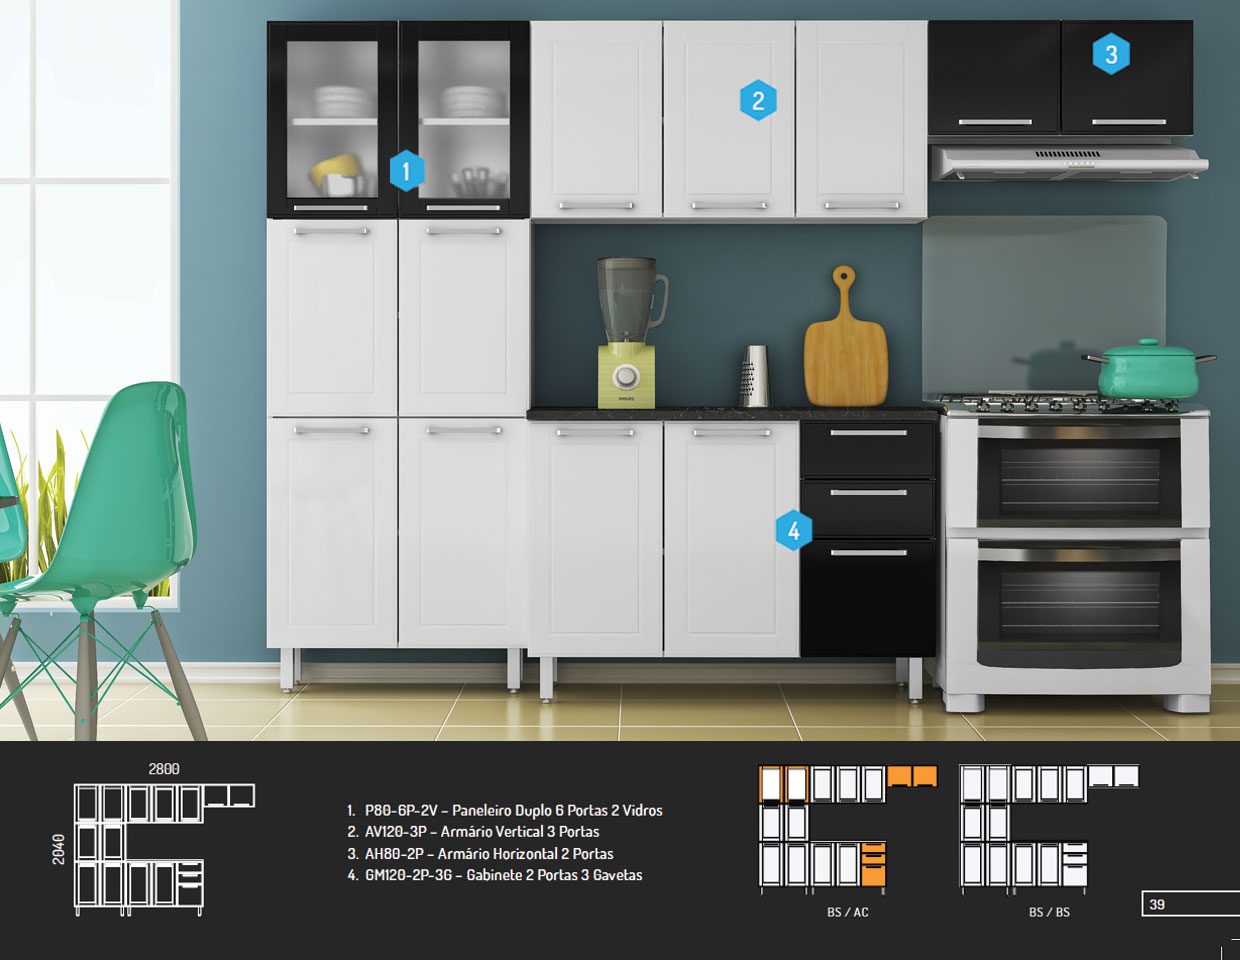 3
2
1
PHILIPS
4
2800
2040
1. P80-6P-2V – Paneleiro Duplo 6 Portas 2 Vidros
2. AV120-3P – Armário Vertical 3 Portas
3. AH80-2P – Armário Horizontal 2 Portas
4. GM120-2P-3G – Gabinete 2 Portas 3 Gavetas
BS / AC
BS / BS
39